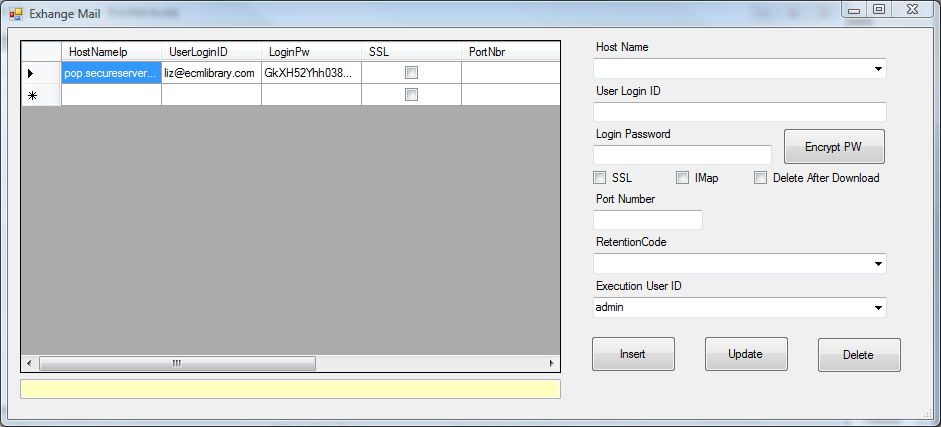 Exhange Mail
HostNameIp UserLoginID LoginPw SSL PortNbr
pop.secureserver... liz@ecmlibrary.com GkXH52Yhh038...
Host Name
User Login ID
Login Password
Encrypt PW
SSL IMap Delete After Download
Port Number
RetentionCode
Execution User ID
admin
Insert Update Delete